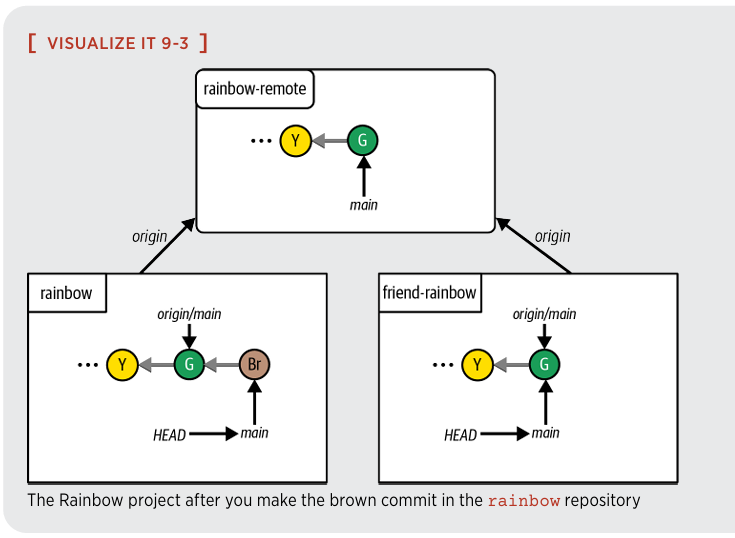 [ VISUALIZE IT 9-3 ]
rainbow-remote
... Y G
main
origin
origin
rainbow
origin/main
... Y G Br
HEAD main
friend-rainbow
origin/main
... Y G
HEAD main
The Rainbow project after you make the brown commit in the rainbow repository